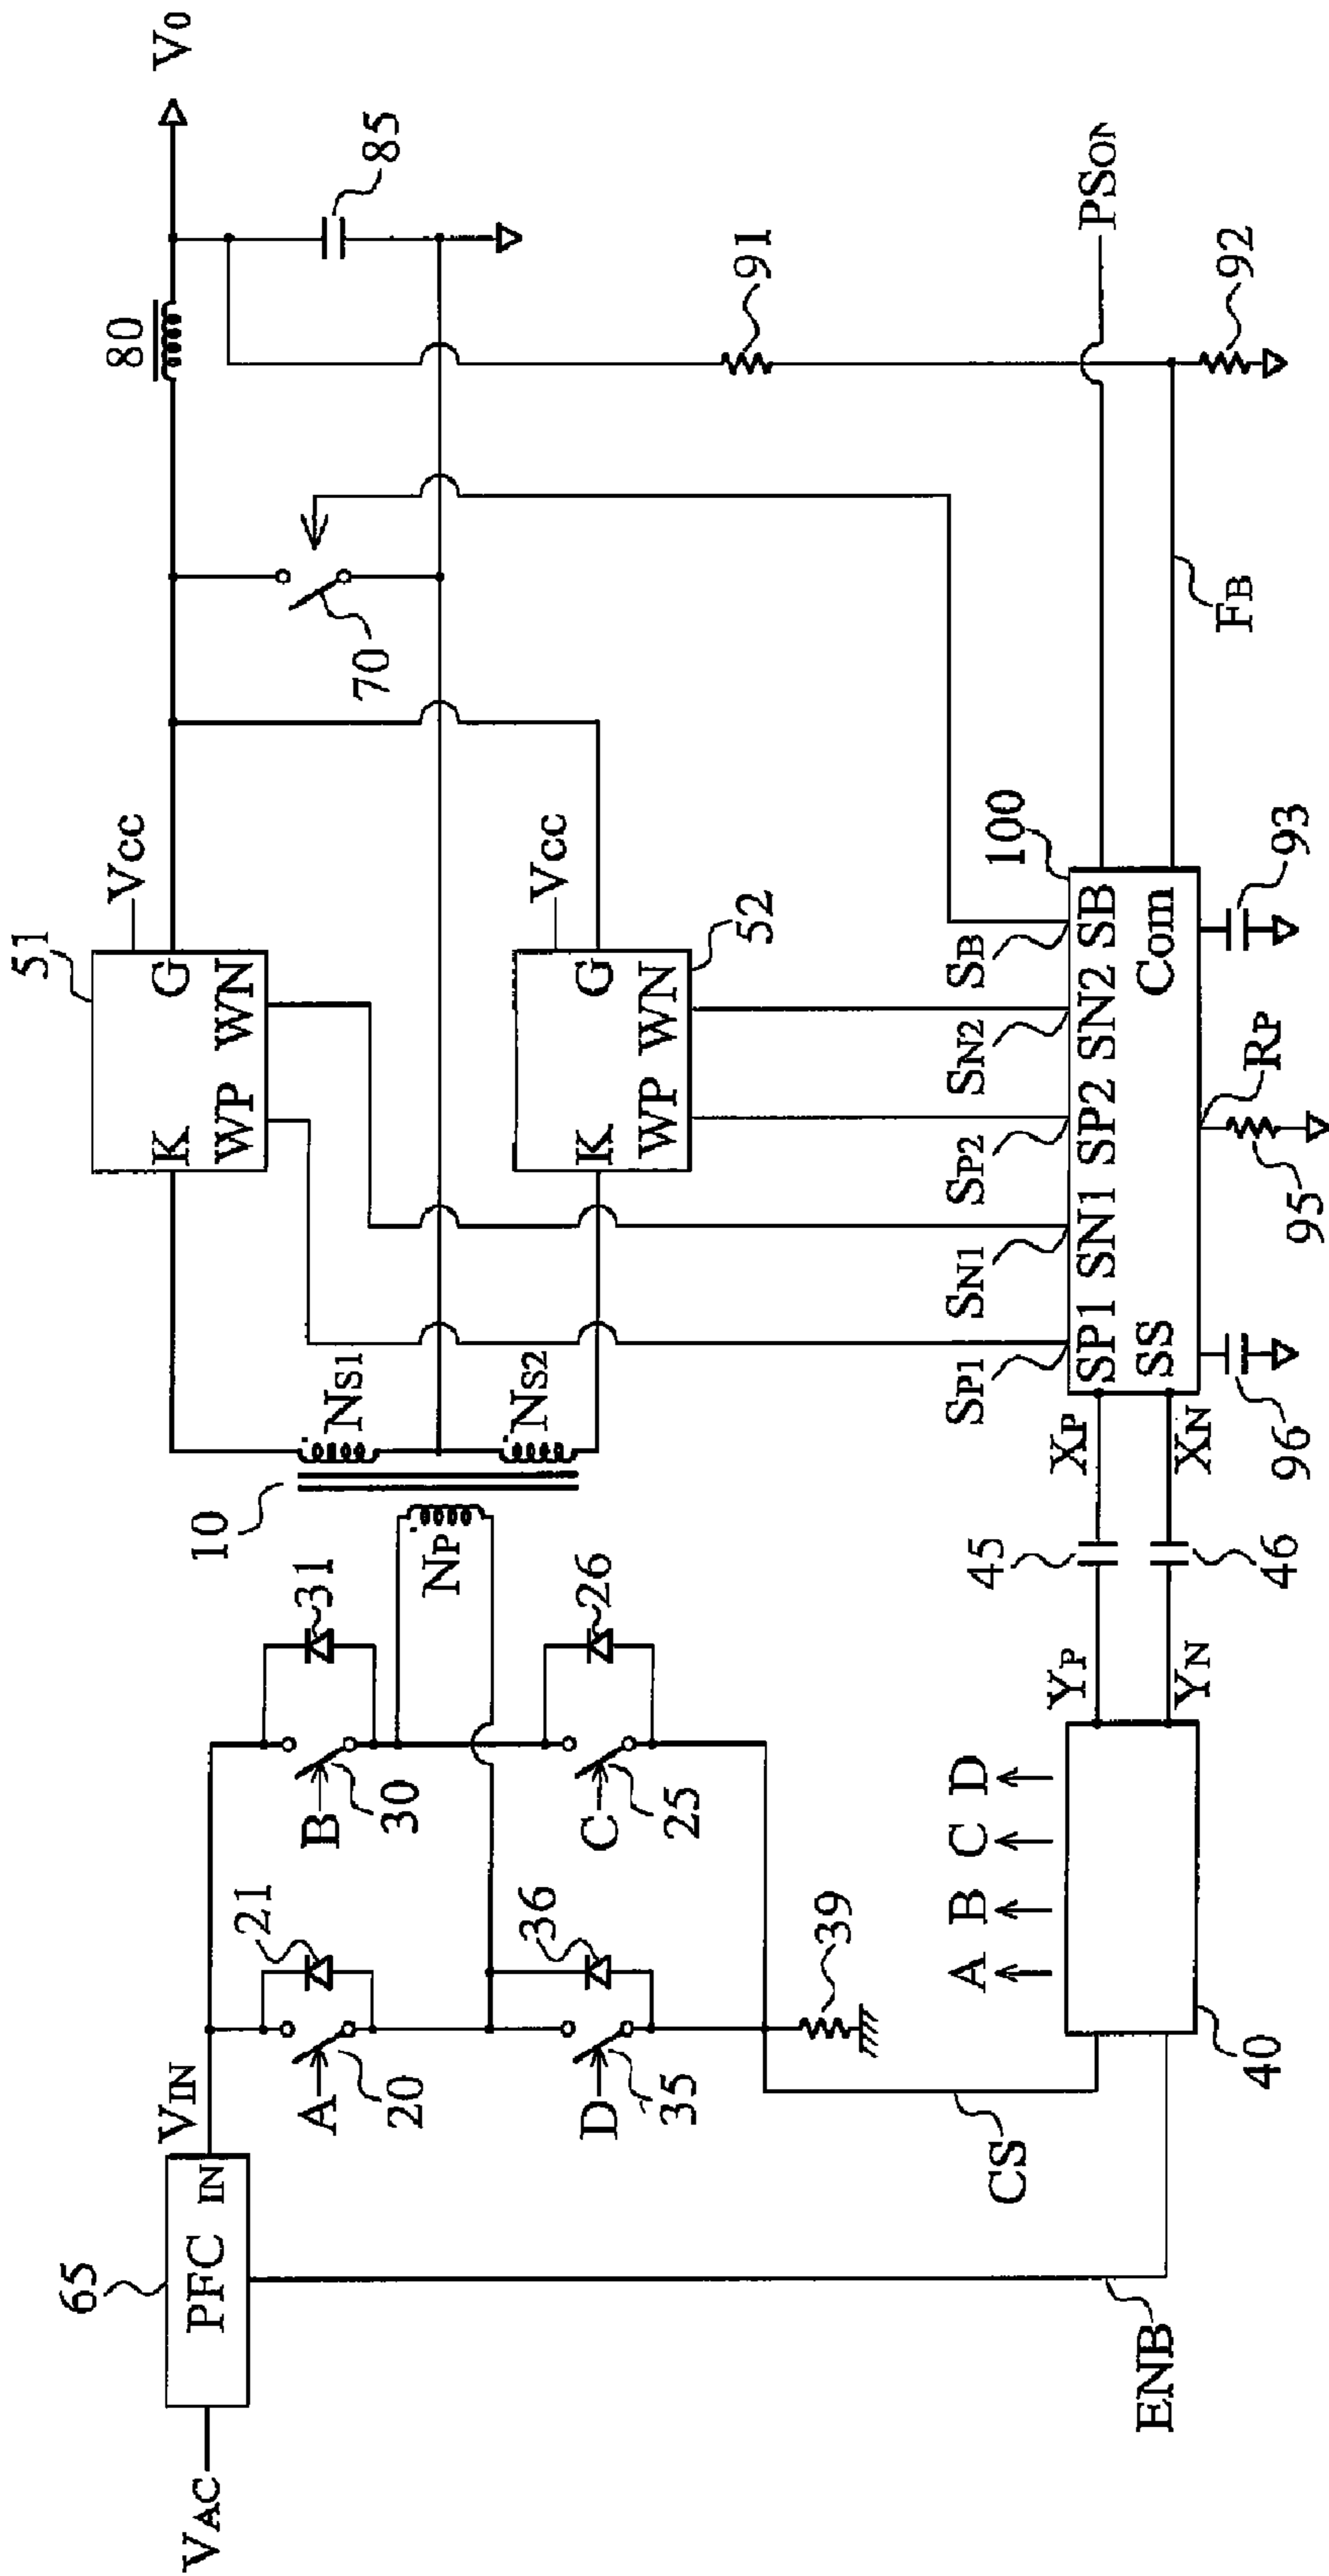 VAC
65
PFC
IN
VIN
A
20
21
B
30
31
D
35
36
C
25
26
39
CS
ENB
40
A B C D
YP
YN
45
46
XP
XN
10
NP
NS1
NS2
51
K G
WP WN
Vcc
52
K G
WP WN
Vcc
70
80
85
V0
91
92
SP1 SN1 SP2 SN2 SB
100
SP1 SN1 SP2 SN2 SB
SS Com
96
95
RP
93
FB